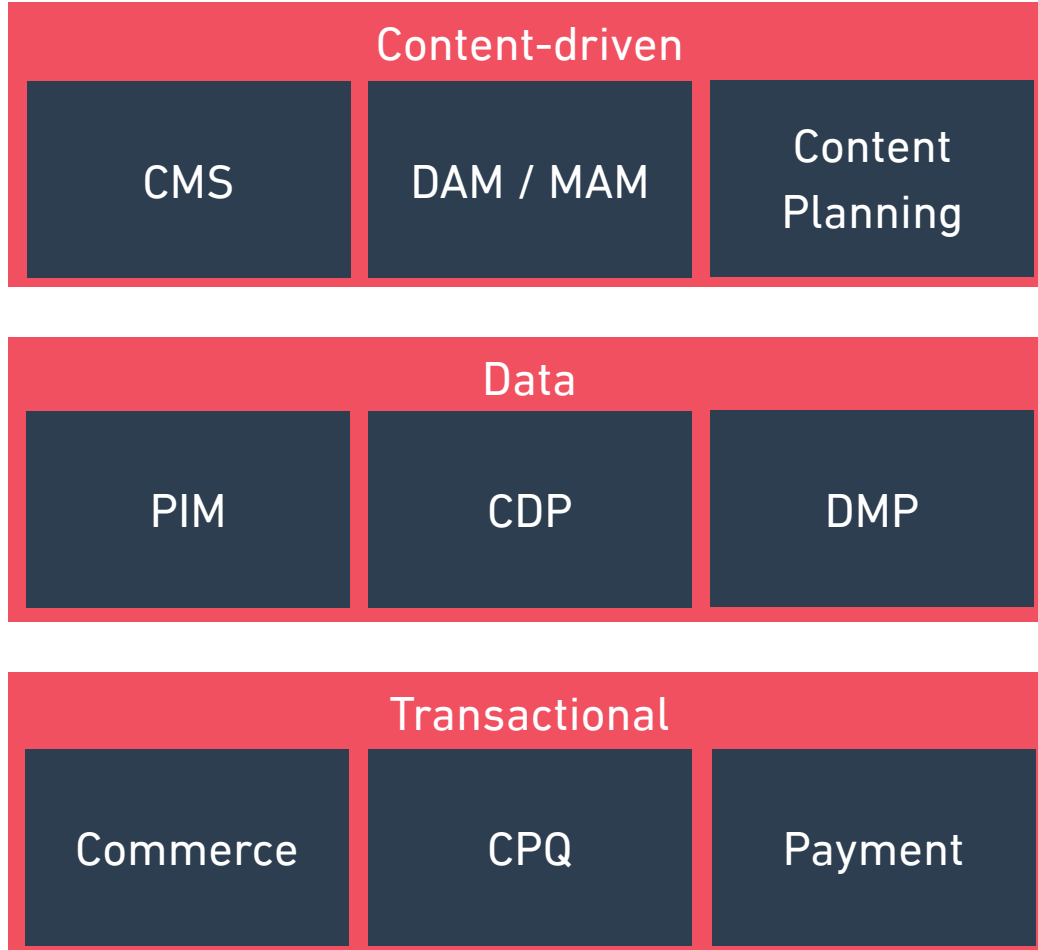 Content-driven
CMS
DAM / MAM
Content
Planning
Data
PIM
CDP
DMP
Transactional
Commerce
CPQ
Payment